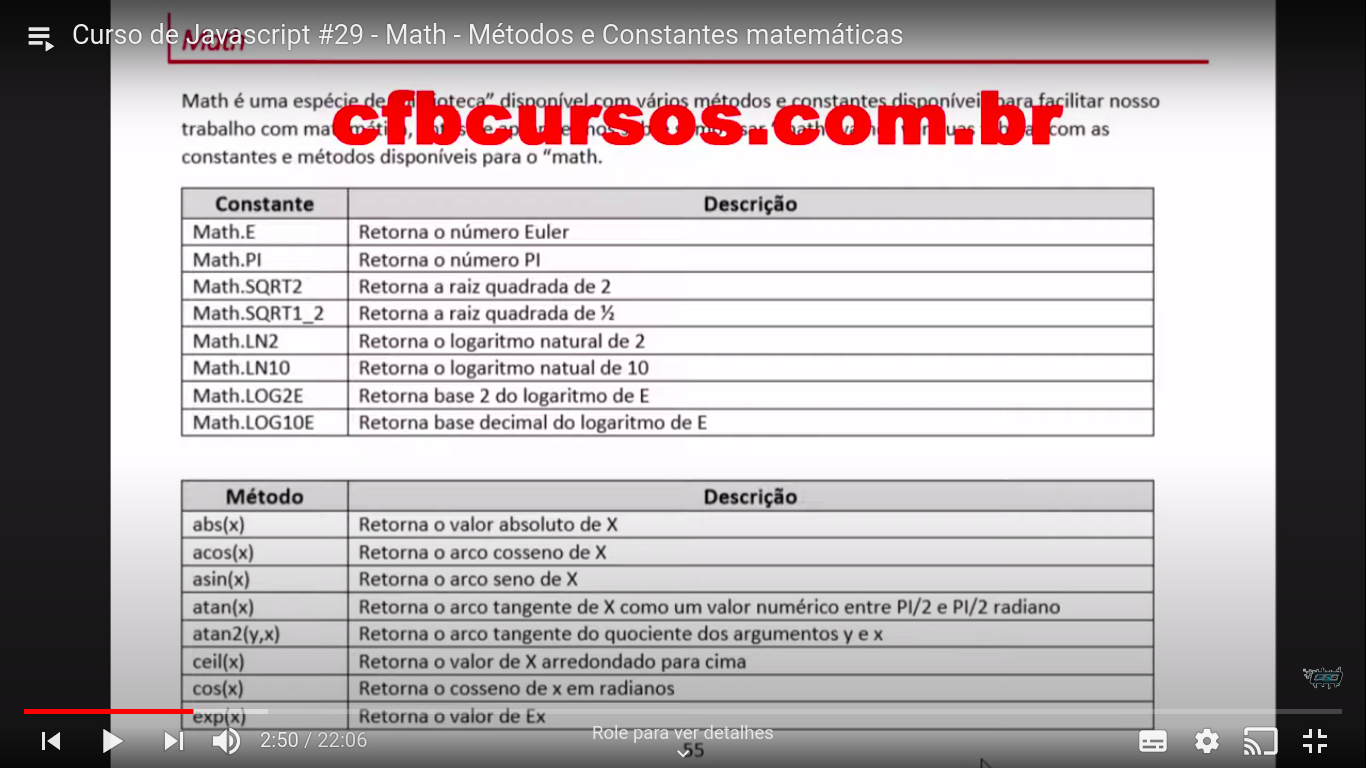 Curso de Javascript #29 - Math - Métodos e Constantes matemáticas
Math
Math é uma espécie de disponível com vários métodos e constantes para facilitar nosso
cfbcursos.com.br
trabalho com com as
constantes e métodos disponíveis para o “math.
Constante Descrição
Math.E Retorna o número Euler
Math.PI Retorna o número PI
Math.SQRT2 Retorna a raiz quadrada de 2
Math.SQRT1_2 Retorna a raiz quadrada de ½
Math.LN2 Retorna o logaritmo natural de 2
Math.LN10 Retorna o logaritmo natual de 10
Math.LOG2E Retorna base 2 do logaritmo de E
Math.LOG10E Retorna base decimal do logaritmo de E
Método Descrição
abs(x) Retorna o valor absoluto de X
acos(x) Retorna o arco cosseno de X
asin(x) Retorna o arco seno de X
atan(x) Retorna o arco tangente de X como um valor numérico entre PI/2 e PI/2 radiano
atan2(y,x) Retorna o arco tangente do quociente dos argumentos y e x
ceil(x) Retorna o valor de X arredondado para cima
cos(x) Retorna o cosseno de x em radianos
exp(x) Retorna o valor de Ex
2:50 / 22:06
Role para ver detalhes
55